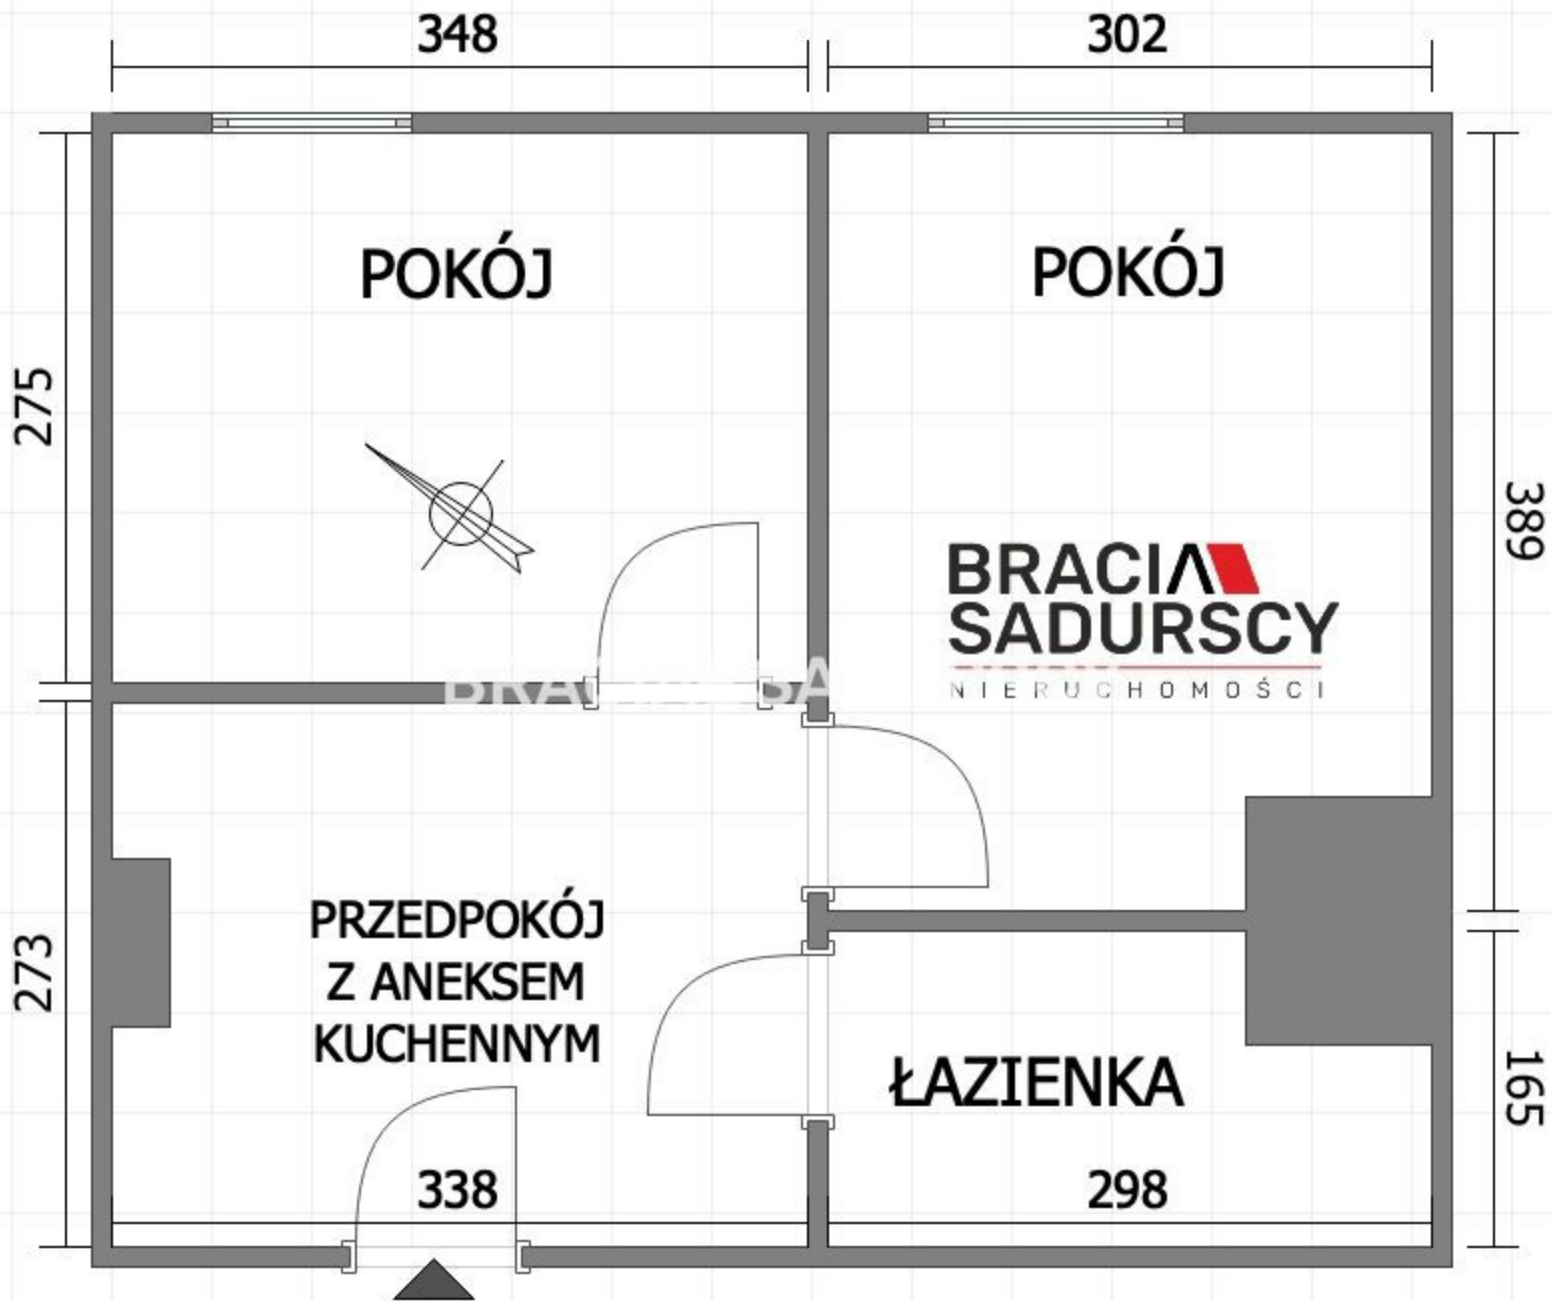 348
302
POKÓJ
POKÓJ
275
389
BRACIA
SADURSCY
NIERUCHOMOŚCI
PRZEDPOKÓJ
Z ANEKSEM
KUCHENNYM
273
ŁAZIENKA
165
338
298